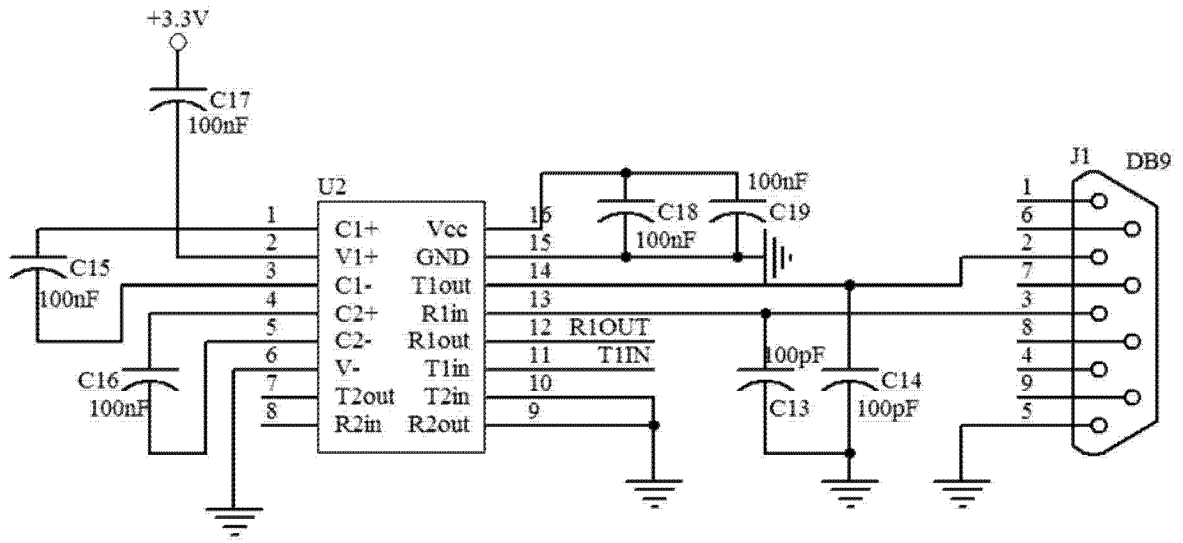 +3.3V
C17
100nF
U2
J1
DB9
1
2
3
4
5
6
7
8
C1+
V1+
C1-
C2+
C2-
V-
T2out
R2in
Vcc
GND
T1out
R1in
R1out
T1in
T2in
R2out
16
15
14
13
12
11
10
9
R1OUT
T1IN
C15
100nF
C16
100nF
C18
100nF
100nF
C19
100pF
C13
C14
100pF
1
6
2
7
3
8
4
9
5